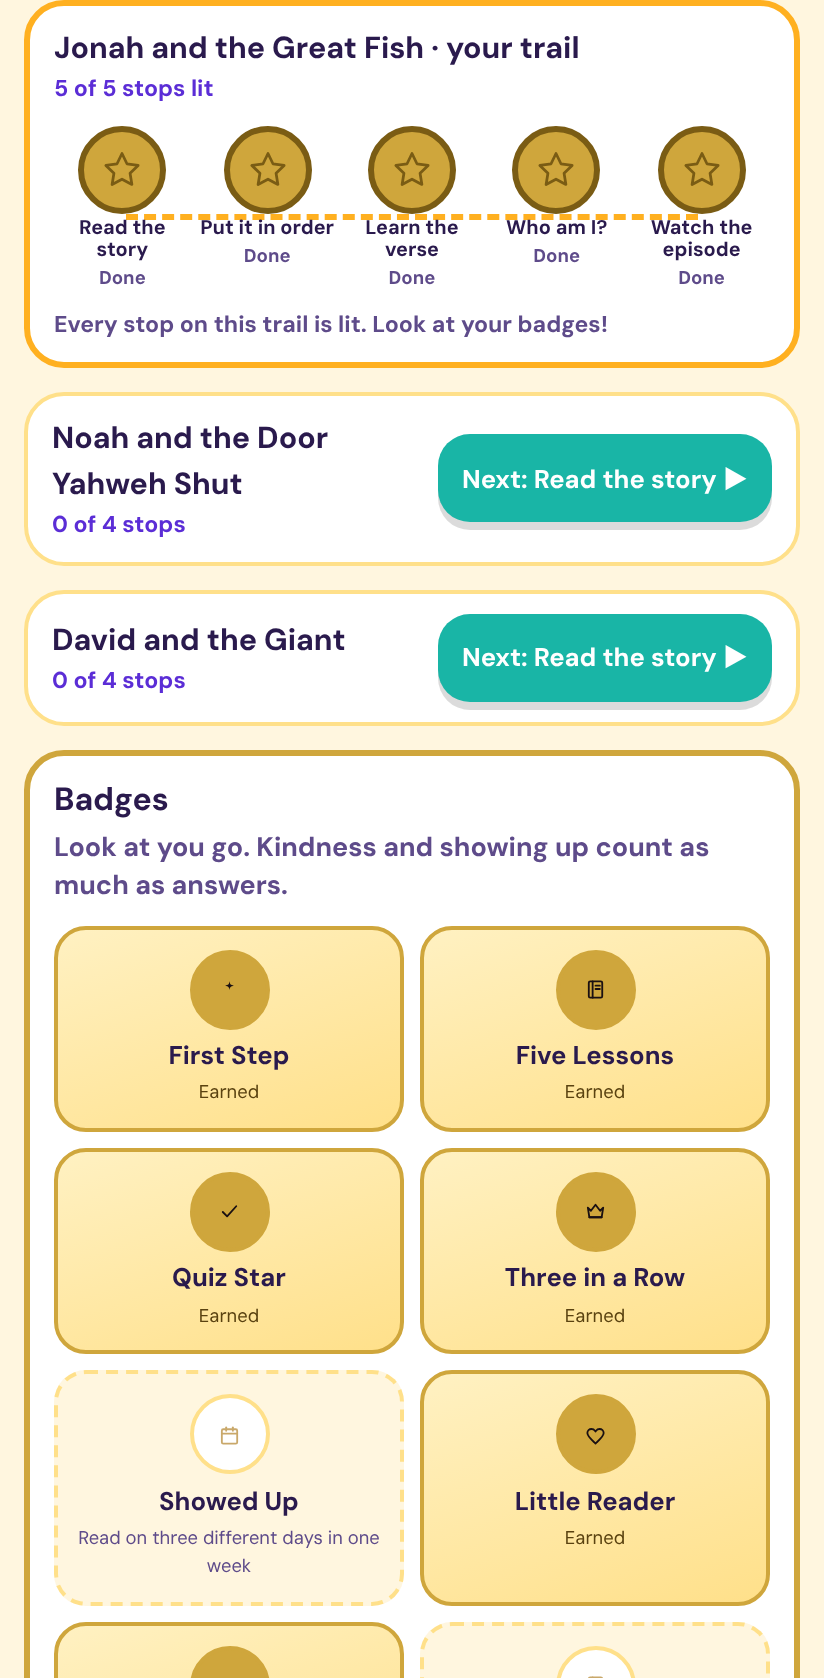 Jonah and the Great Fish · your trail
5 of 5 stops lit
Read the story
Done
Put it in order
Done
Learn the verse
Done
Who am I?
Done
Watch the episode
Done
Every stop on this trail is lit. Look at your badges!
Noah and the Door
Yahweh Shut
0 of 4 stops
Next: Read the story ▶
David and the Giant
0 of 4 stops
Next: Read the story ▶
Badges
Look at you go. Kindness and showing up count as
much as answers.
First Step
Earned
Five Lessons
Earned
Quiz Star
Earned
Three in a Row
Earned
Showed Up
Read on three different days in one
week
Little Reader
Earned